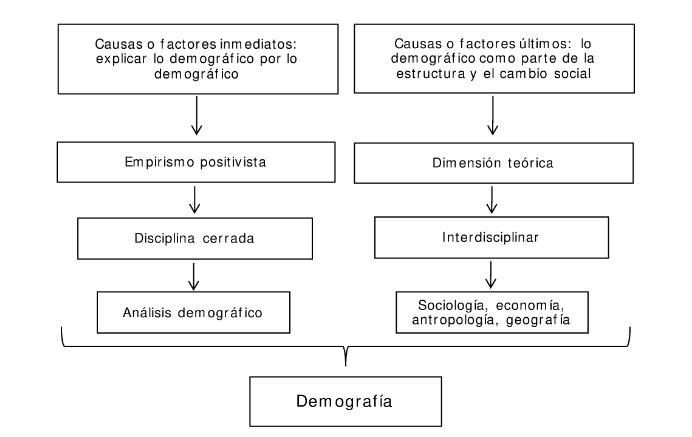 Causas o factores inmediatos:
explicar lo demográfico por lo
demográfico
Causas o factores últimos: lo
demográfico como parte de la
estructura y el cambio social
Empirismo positivista
Dimensión teórica
Disciplina cerrada
Interdisciplinar
Análisis demográfico
Sociología, economía,
antropología, geografía
Demografía